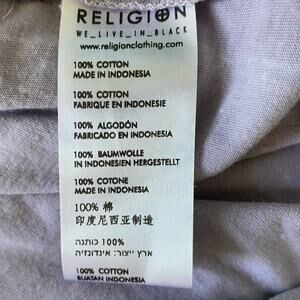 RELIGION
WE_LIVE_IN_BLACK
www.religionclothing.com
100% COTTON
MADE IN INDONESIA
100% COTTON
FABRIQUE EN INDONESIE
100% ALGODÓN
FABRICADO EN INDONESIA
100% BAUMWOLLE
IN INDONESIEN HERGESTELLT
100% COTONE
MADE IN INDONESIA
100% 棉
印度尼西亚制造
100% כותנה
ארץ ייצור: אינדונזיה
100% COTTON
BUATAN INDONESIA